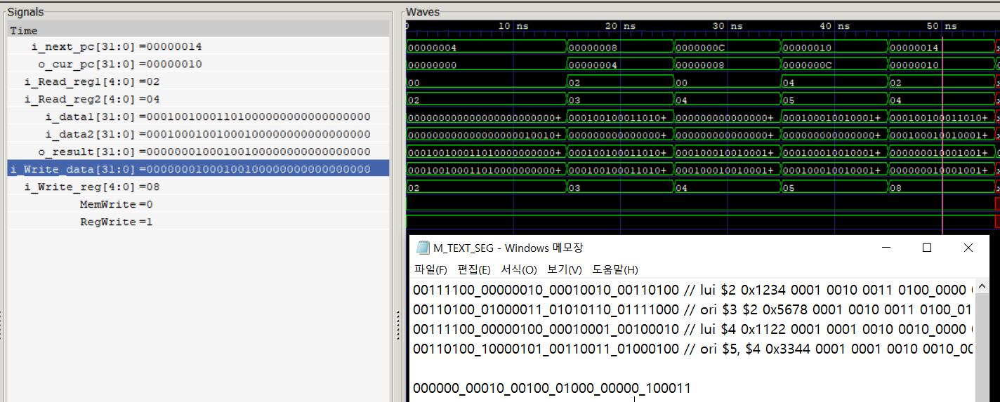 Signals
Waves
Time
0 10 ns 20 ns 30 ns 40 ns 50 ns
i_next_pc[31:0] =00000014 00000004 00000008 0000000C 00000010 00000014
o_cur_pc[31:0] =00000010 00000000 00000004 00000008 0000000C 00000010
i_Read_reg1[4:0] =02 00 02 00 04 02
i_Read_reg2[4:0] =04 02 03 04 05 04
i_data1[31:0] =00010010001101000000000000000000 000000000000000000000000+ 000100100011010+ 000000000000000+ 000100010010001+ 000100100011010+
i_data2[31:0] =00010001001000100000000000000000 000000000000000000010010+ 000000000000000+ 000000000000000+ 000000000000000+ 000100010010001+
o_result[31:0] =00000001000100100000000000000000 000100100011010000000000+ 000100100011010+ 000100010010001+ 000100010010001+ 000000010001001+
i_Write_data[31:0] =00000001000100100000000000000000 000100100011010000000000+ 000100100011010+ 000100010010001+ 000100010010001+ 000000010001001+
i_Write_reg[4:0] =08 02 03 04 05 08
MemWrite =0
RegWrite =1
M_TEXT_SEG - Windows 메모장
파일(F) 편집(E) 서식(O) 보기(V) 도움말(H)
00111100_00000010_00010010_00110100 // lui $2 0x1234 0001 0010 0011 0100_0000
00110100_01000011_01010110_01111000 // ori $3 $2 0x5678 0001 0010 0011 0100_01
00111100_00000100_00010001_00100010 // lui $4 0x1122 0001 0001 0010 0010_0000
00110100_10000101_00110011_01000100 // ori $5, $4 0x3344 0001 0001 0010 0010_00
000000_00010_00100_01000_00000_100011